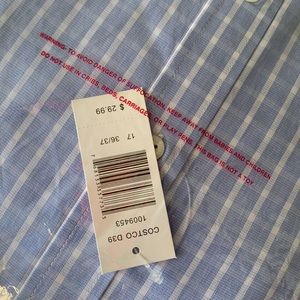 WARNING: TO AVOID DANGER OF SUFFOCATION, KEEP AWAY FROM BABIES AND CHILDREN
DO NOT USE IN CRIBS, BEDS, CARRIAGES, OR PLAY PENS. THIS BAG IS NOT A TOY
$ 29.99
17 36/37
1009453
COSTCO D39